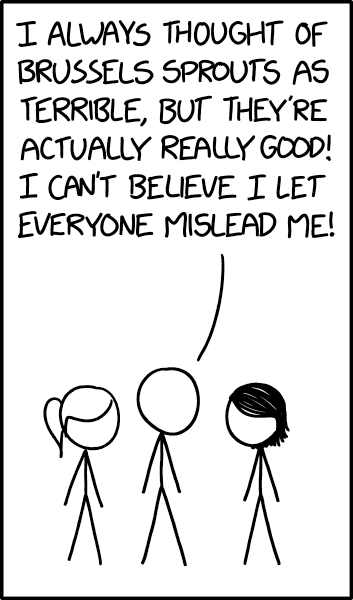 I ALWAYS THOUGHT OF
BRUSSELS SPROUTS AS
TERRIBLE, BUT THEY'RE
ACTUALLY REALLY GOOD!
I CAN'T BELIEVE I LET
EVERYONE MISLEAD ME!